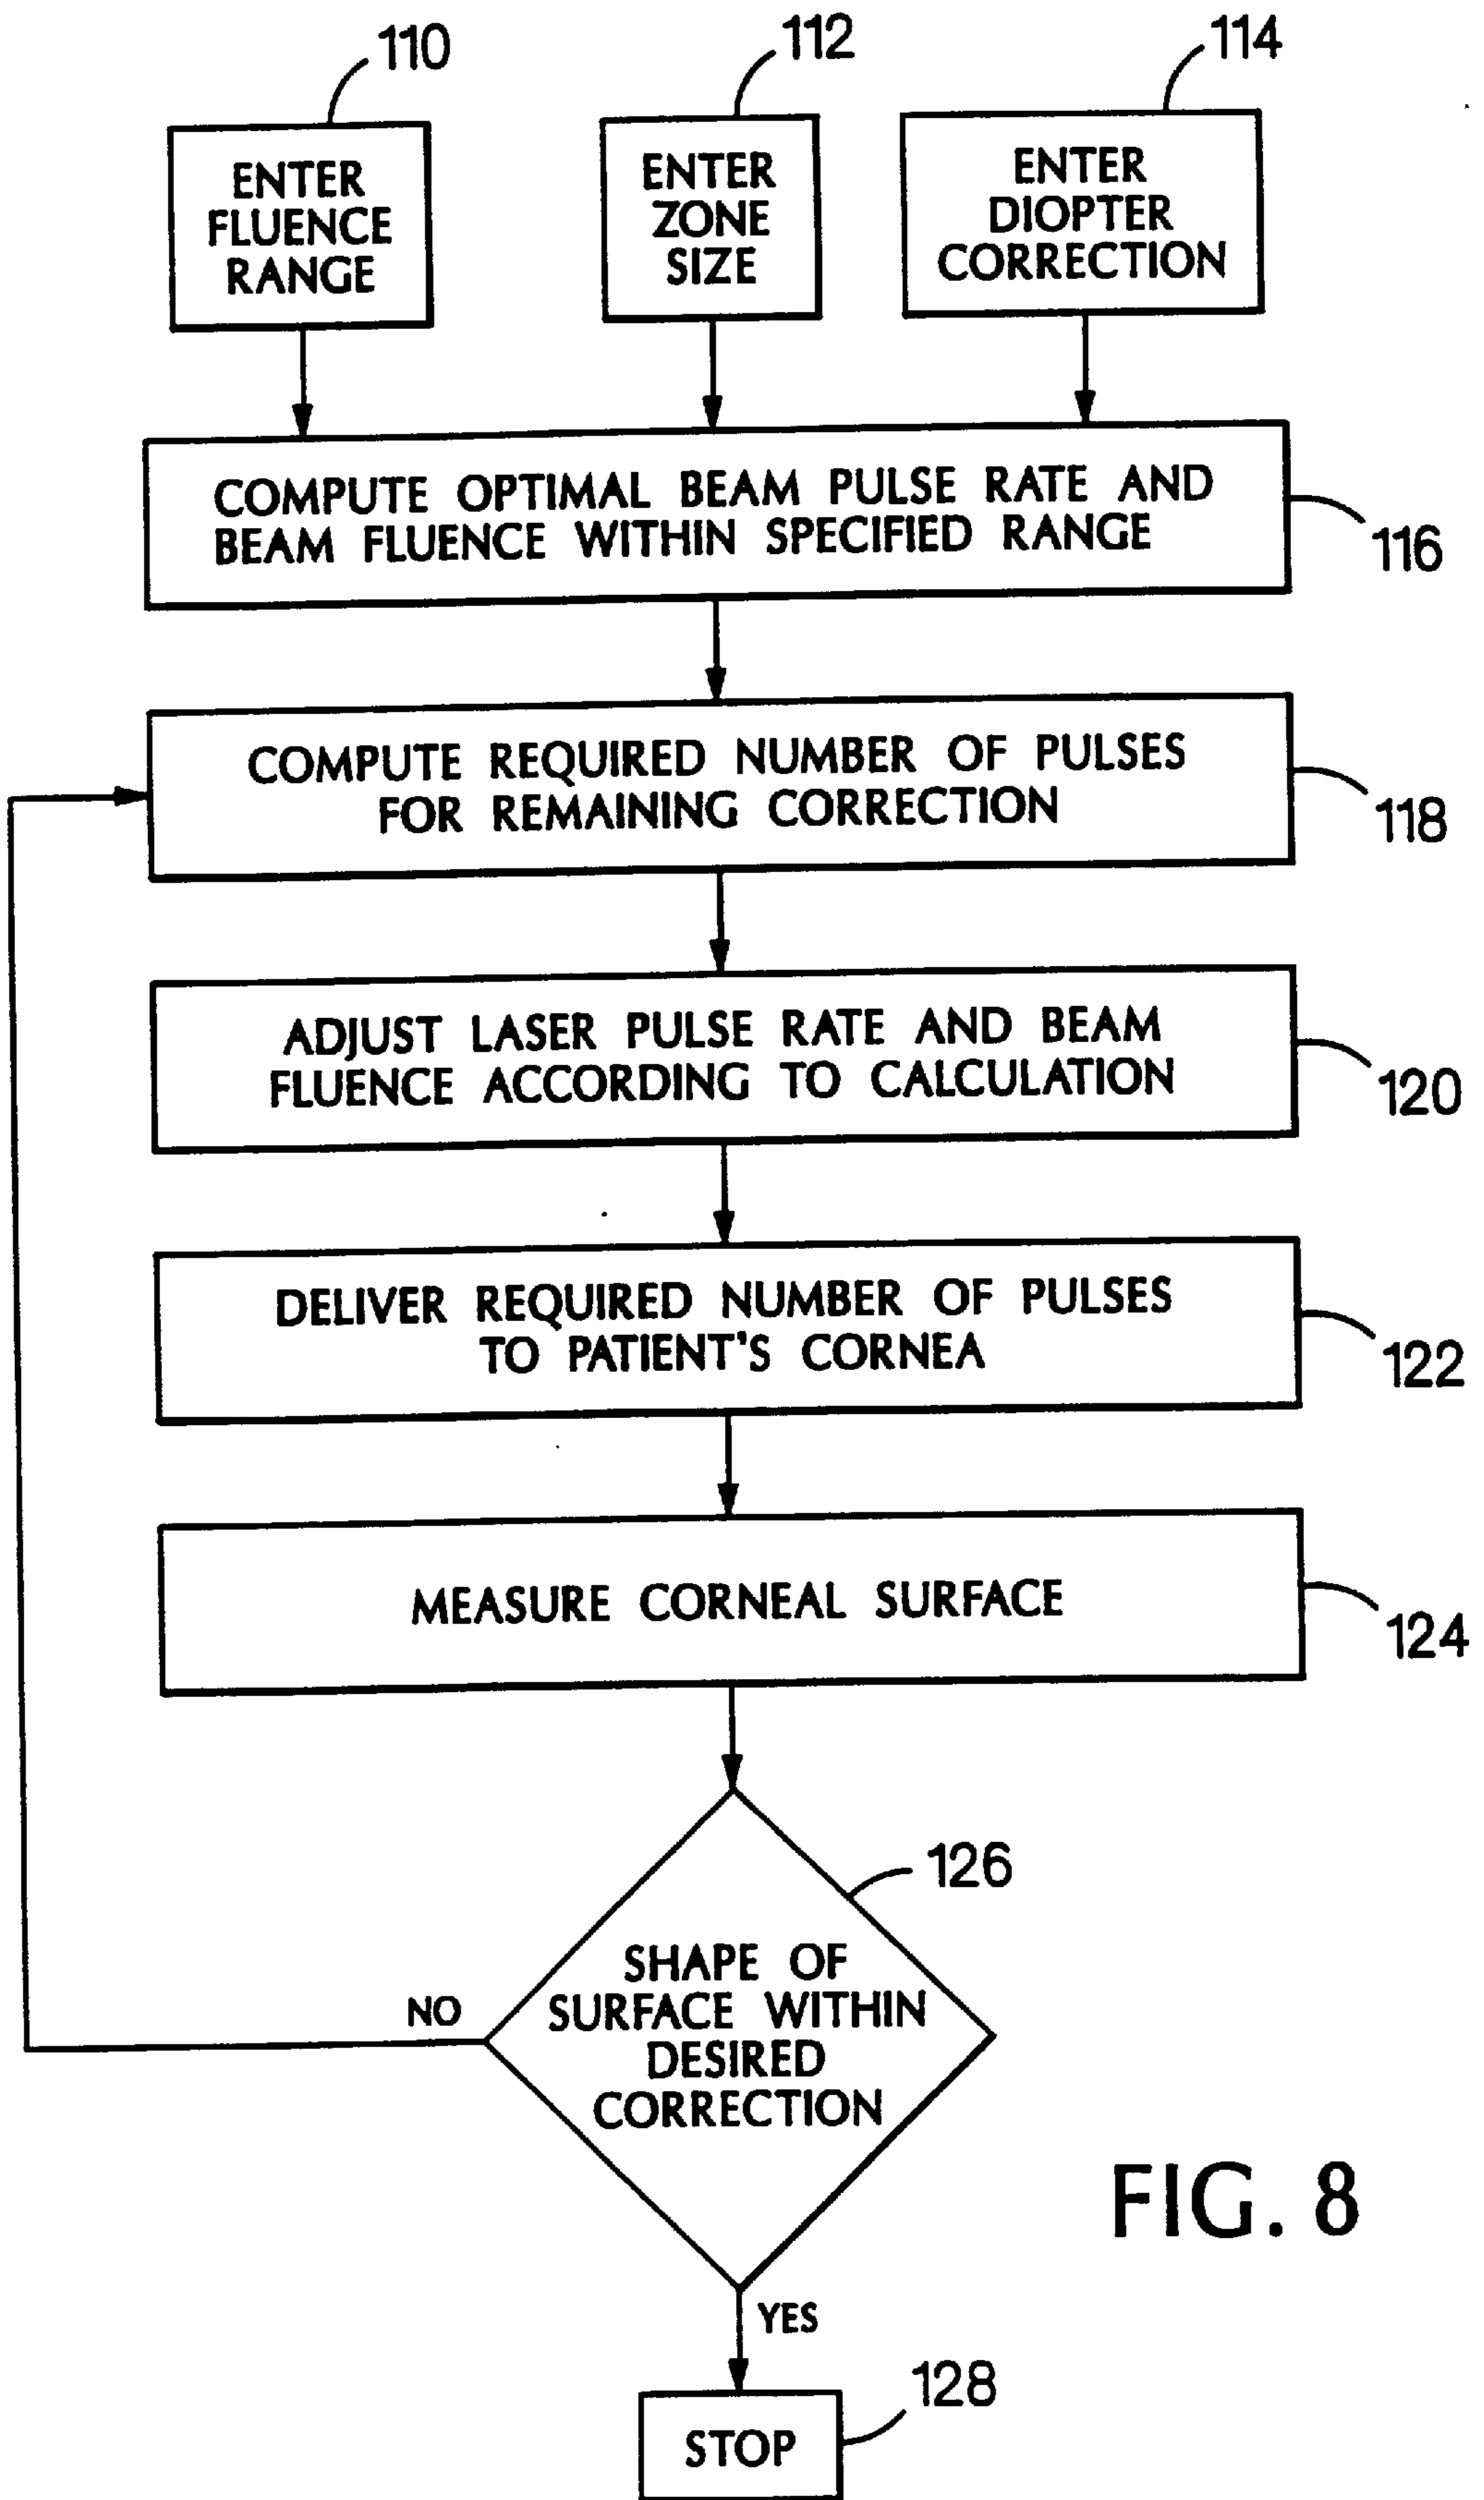 110
112
114
ENTER
FLUENCE
RANGE
ENTER
ZONE
SIZE
ENTER
DIOPTER
CORRECTION
COMPUTE OPTIMAL BEAM PULSE RATE AND
BEAM FLUENCE WITHIN SPECIFIED RANGE
116
COMPUTE REQUIRED NUMBER OF PULSES
FOR REMAINING CORRECTION
118
ADJUST LASER PULSE RATE AND BEAM
FLUENCE ACCORDING TO CALCULATION
120
DELIVER REQUIRED NUMBER OF PULSES
TO PATIENT'S CORNEA
122
MEASURE CORNEAL SURFACE
124
126
SHAPE OF
SURFACE WITHIN
DESIRED
CORRECTION
NO
YES
FIG. 8
128
STOP